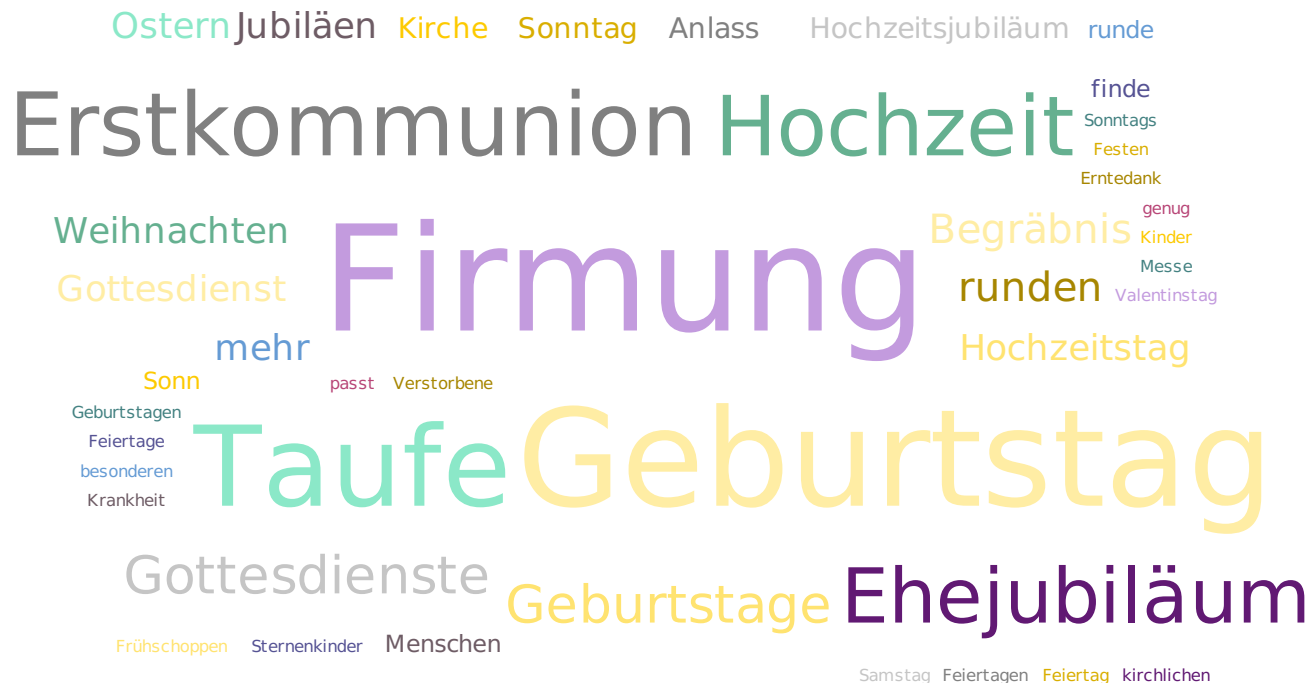 Ostern Jubiläen Kirche Sonntag Anlass Hochzeitsjubiläum runde
Erstkommunion Hochzeit
finde
Sonntags
Festen
Erntedank
Weihnachten
Gottesdienst
mehr
Firmung
Begräbnis
runden
Hochzeitstag
genug
Kinder
Messe
Valentinstag
Sonn
passt Verstorbene
Geburtstagen
Feiertage
besonderen
Krankheit
Taufe Geburtstag
Gottesdienste
Geburtstage
Ehejubiläum
Frühschoppen Sternenkinder Menschen
Samstag Feiertagen Feiertag kirchlichen